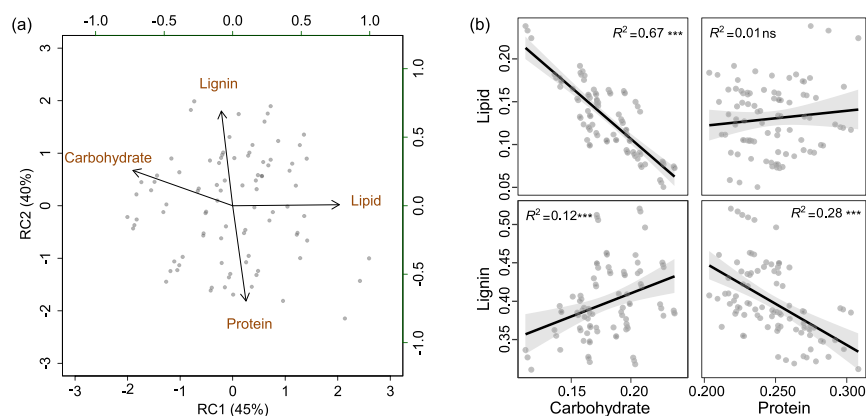 (a)
-1.0 -0.5 0.0 0.5 1.0
3
2
1
0
-1
-2
-3
RC2 (40%)
1.0
0.5
0.0
-0.5
-1.0
Lignin
Carbohydrate
Lipid
Protein
-3 -2 -1 0 1 2 3
RC1 (45%)
(b)
R²=0.67 ***
R²=0.01 ns
0.20
0.15
0.10
0.05
Lipid
R²=0.12***
R²=0.28 ***
0.50
0.45
0.40
0.35
Lignin
0.15 0.20
0.200 0.250 0.300
Carbohydrate
Protein